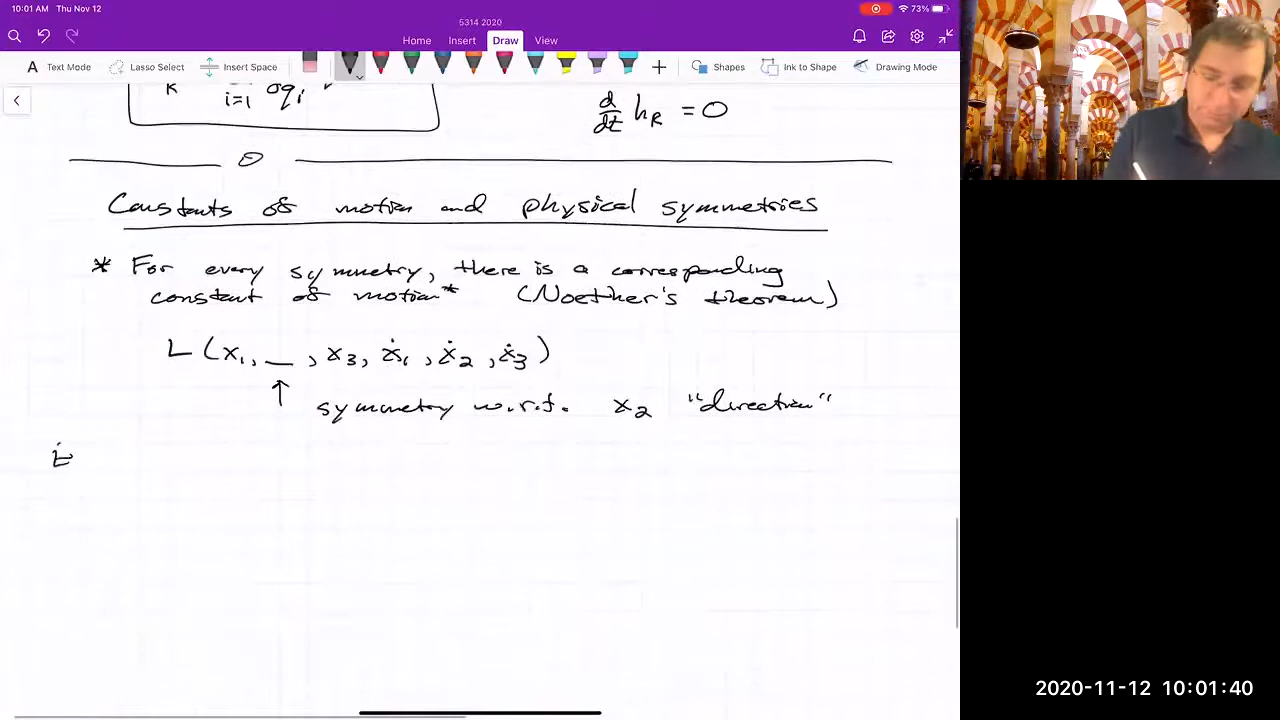 10:01 AM Thu Nov 12
73%
5314 2020
Home Insert Draw View
A Text Mode Lasso Select Insert Space + Shapes Ink to Shape Drawing Mode
d/dt h_R = 0
Constants of motion and physical symmetries
* For every symmetry, there is a corresponding
constant of motion* (Noether's theorem)
L (x₁, _ , x₃, ẋ₁, ẋ₂, ẋ₃)
↑
symmetry w.r.t. x₂ "direction"
2020-11-12 10:01:40